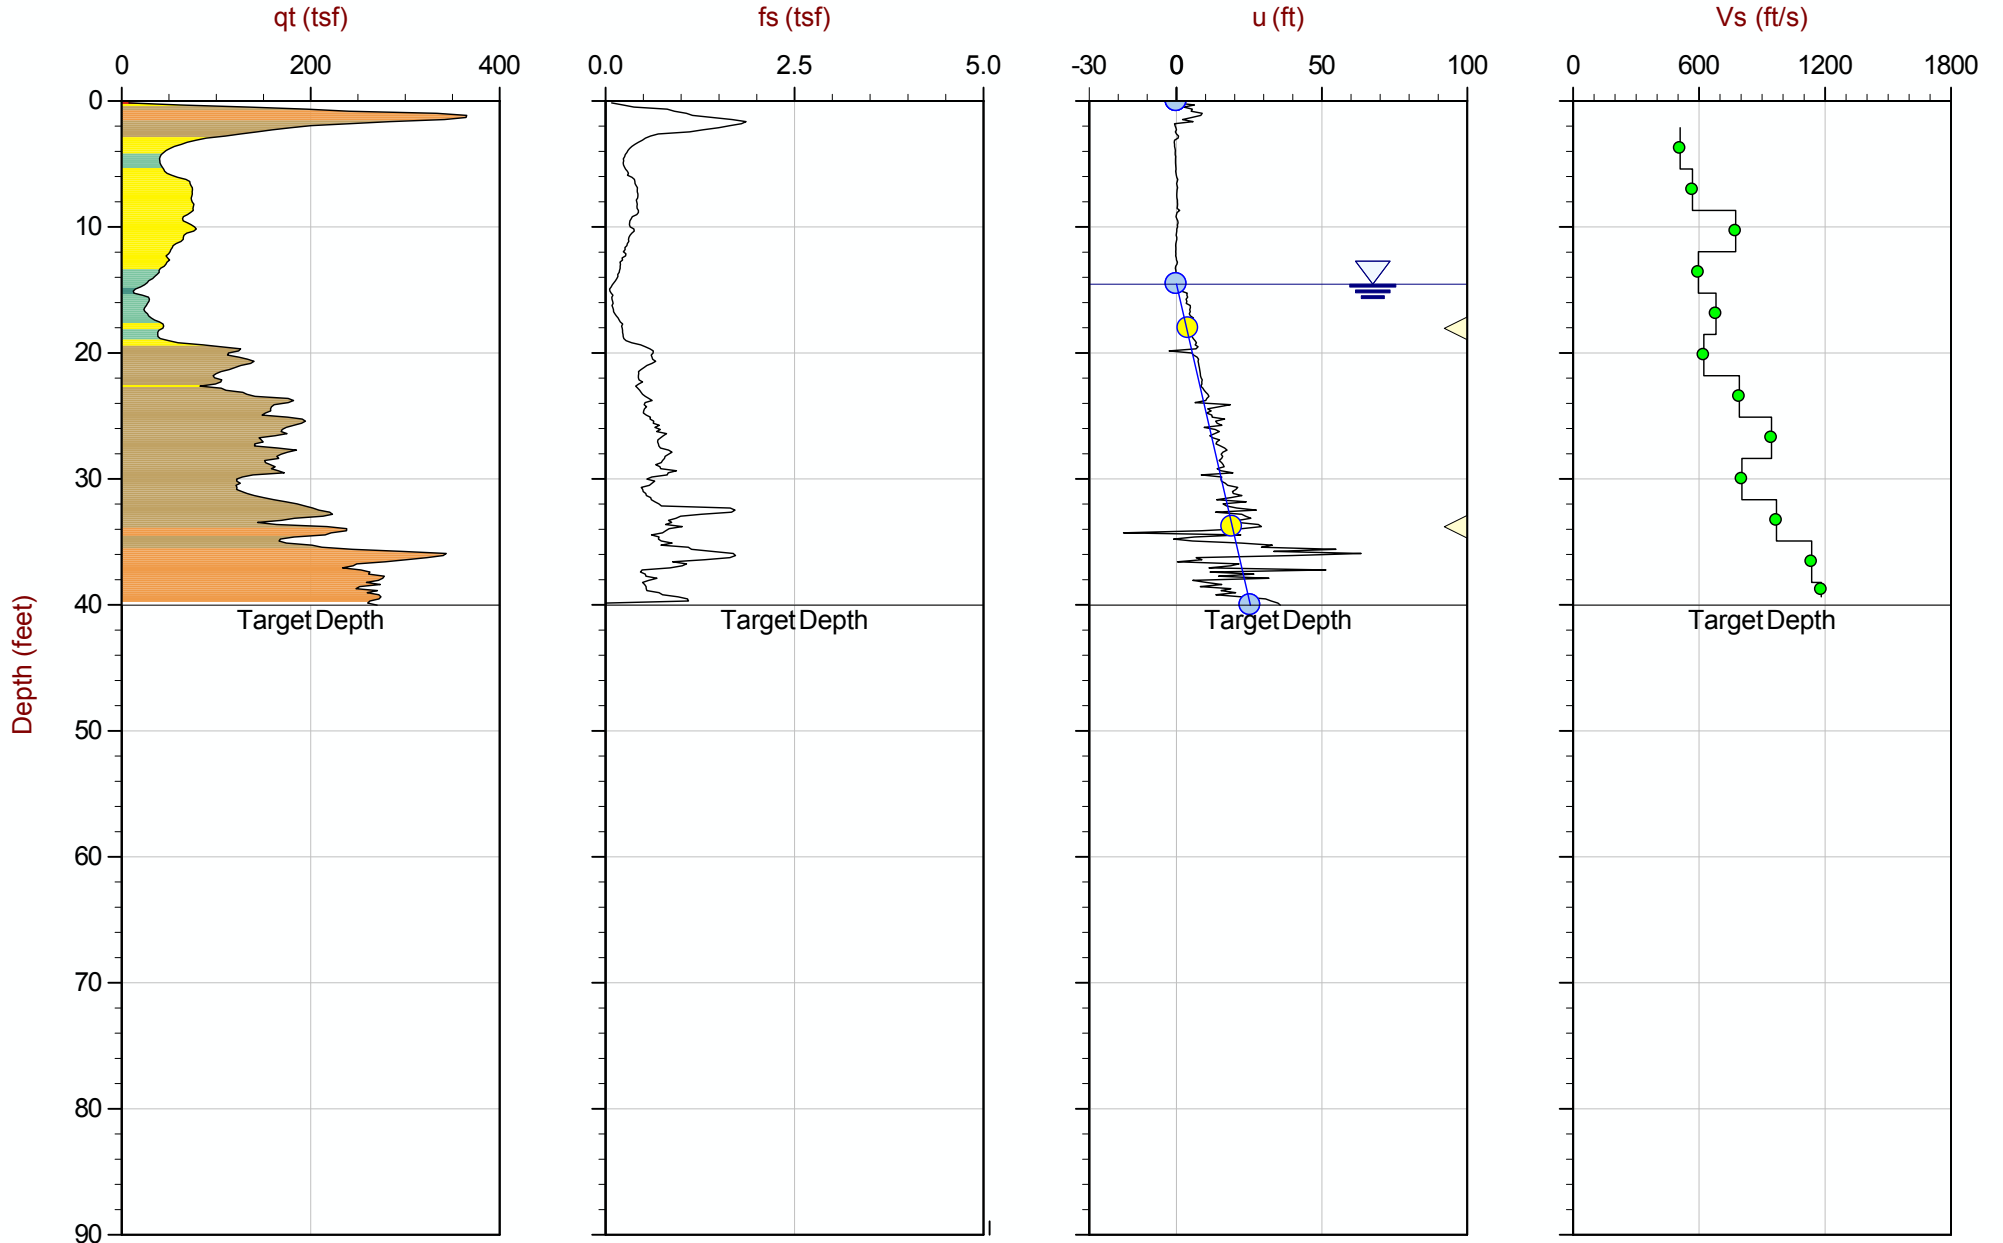 qt (tsf) fs (tsf) u (ft) Vs (ft/s)
0 200 400 0.0 2.5 5.0 -30 0 50 100 0 600 1200 1800
0
10
20
30
40
Target Depth Target Depth Target Depth Target Depth
50
60
70
80
90
Depth (feet)